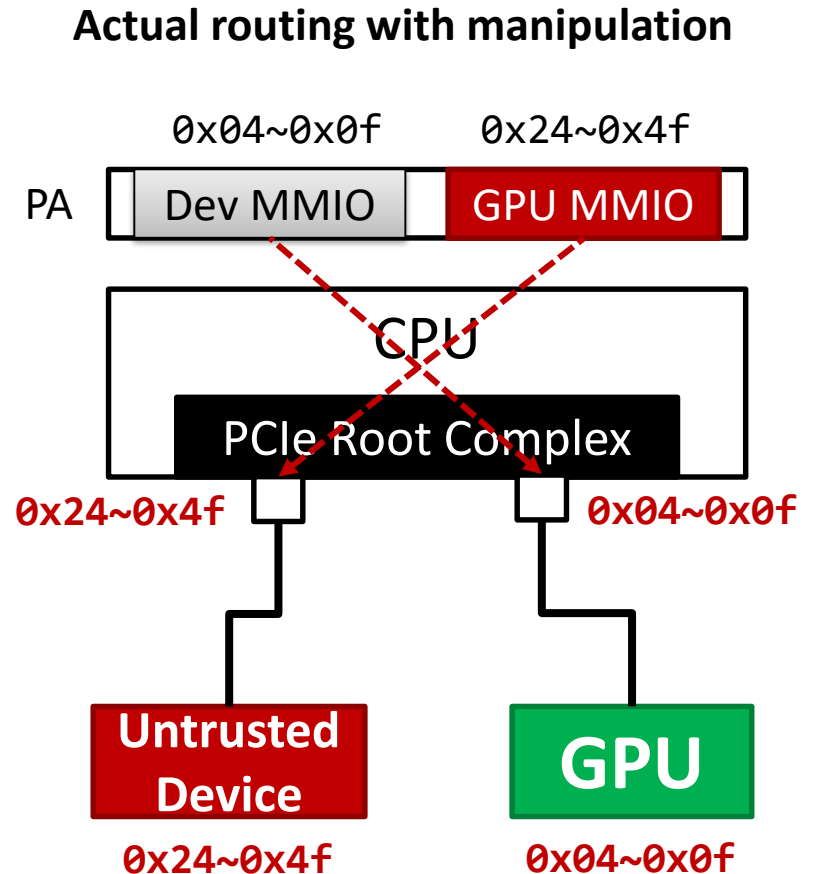 Actual routing with manipulation
0x04~0x0f 0x24~0x4f
PA Dev MMIO GPU MMIO
CPU
PCIe Root Complex
0x24~0x4f 0x04~0x0f
Untrusted
Device
GPU
0x24~0x4f 0x04~0x0f